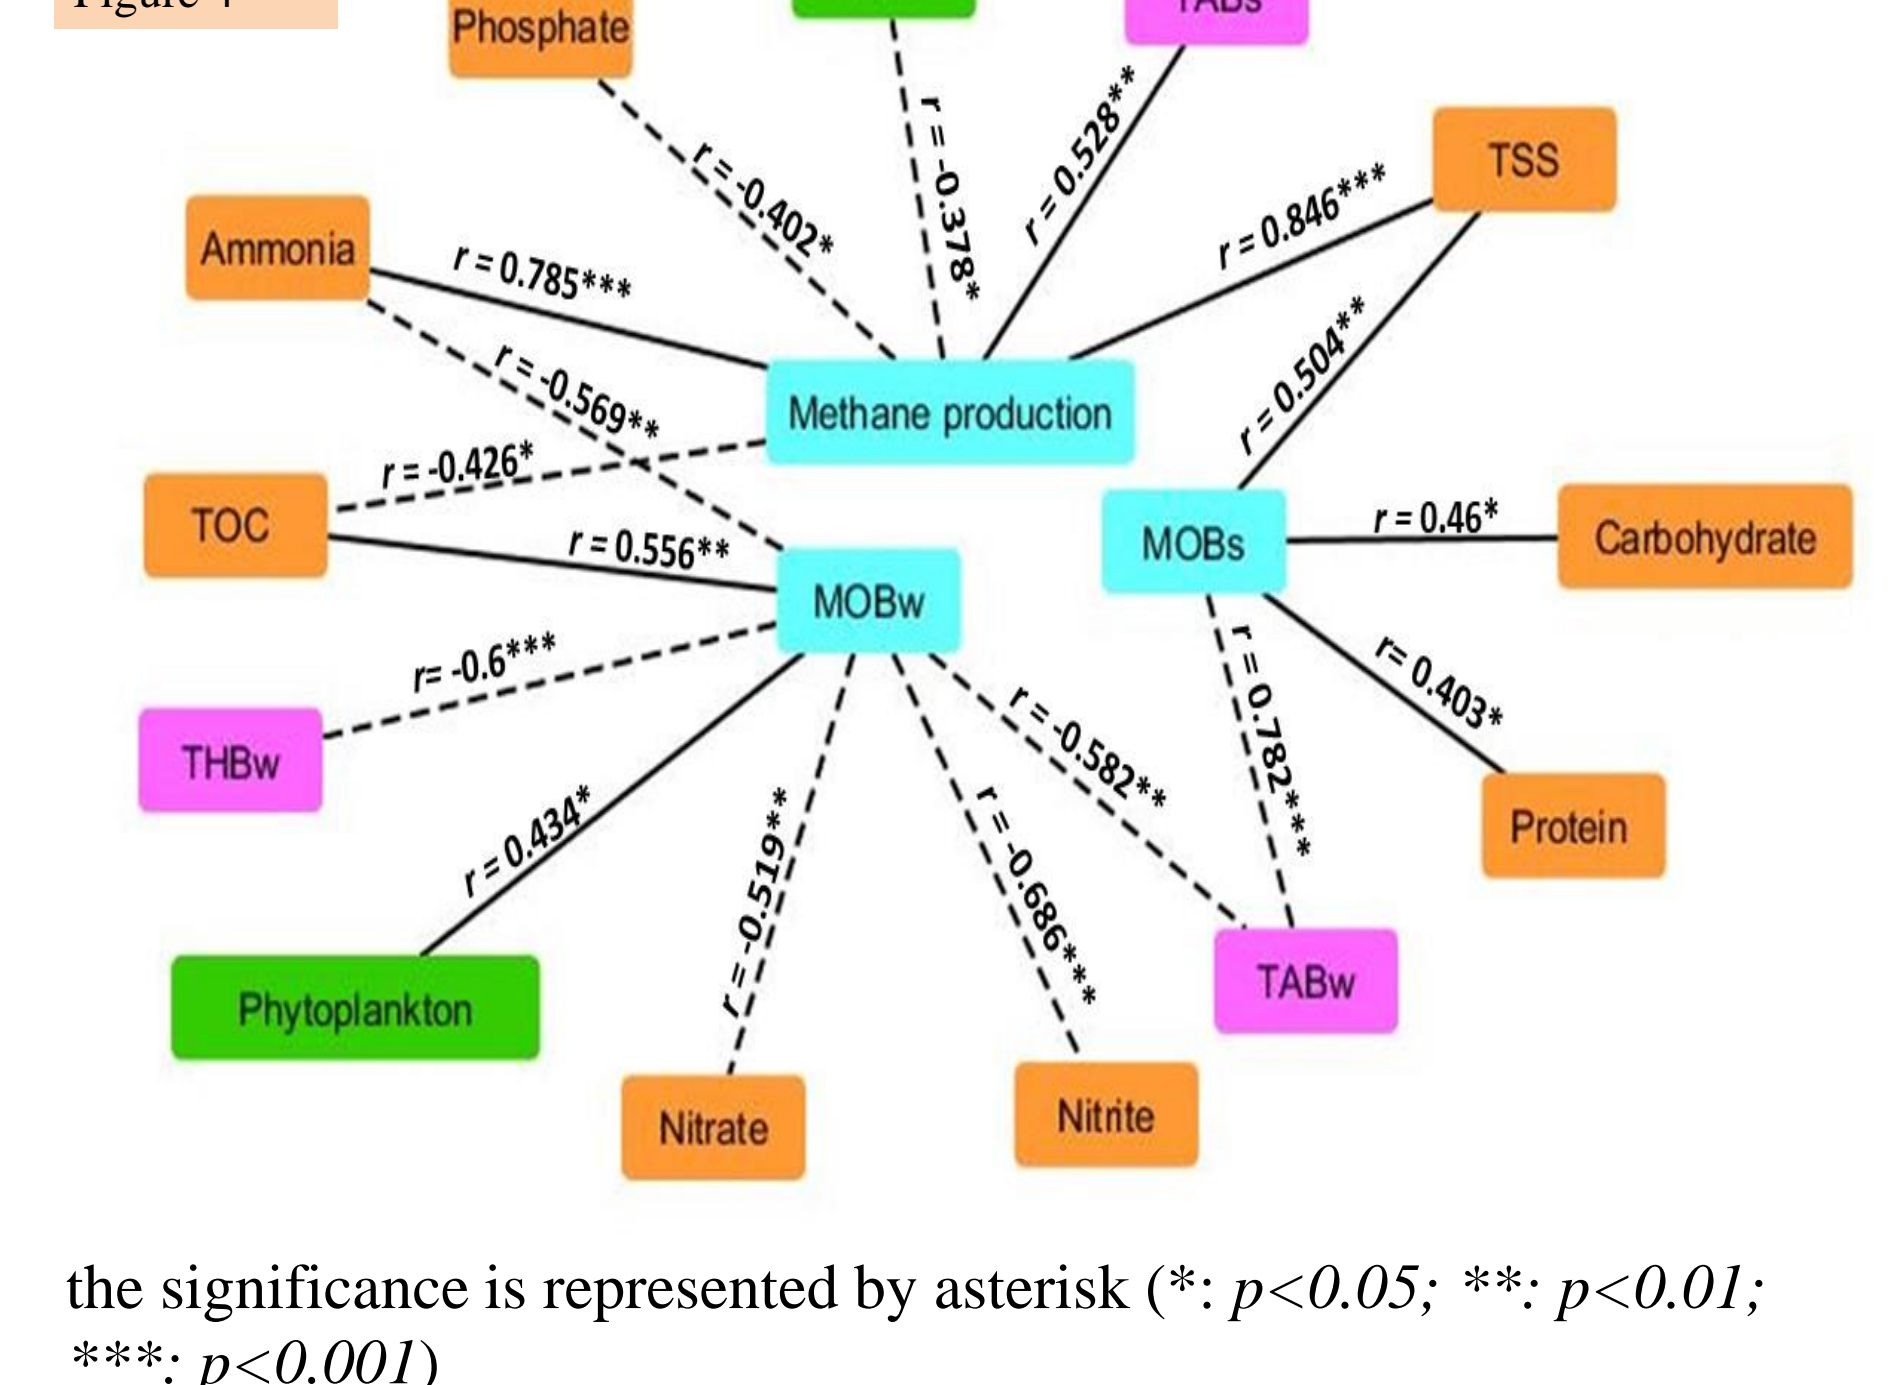 Figure 4
TABs
Phosphate
r = 0.528**
r = -0.378*
TSS
r = -0.402*
r = 0.846***
Ammonia
r = 0.785***
r = -0.569**
r = 0.504**
Methane production
r = -0.426*
TOC
r = 0.556**
MOBs
r = 0.46*
Carbohydrate
MOBw
r= -0.6***
r= 0.403*
r = 0.782***
THBw
r = -0.582**
r = 0.434*
r = -0.519**
r = -0.686***
Protein
Phytoplankton
TABw
Nitrate
Nitrite
the significance is represented by asterisk (*: p<0.05; **: p<0.01;
***: p<0.001)